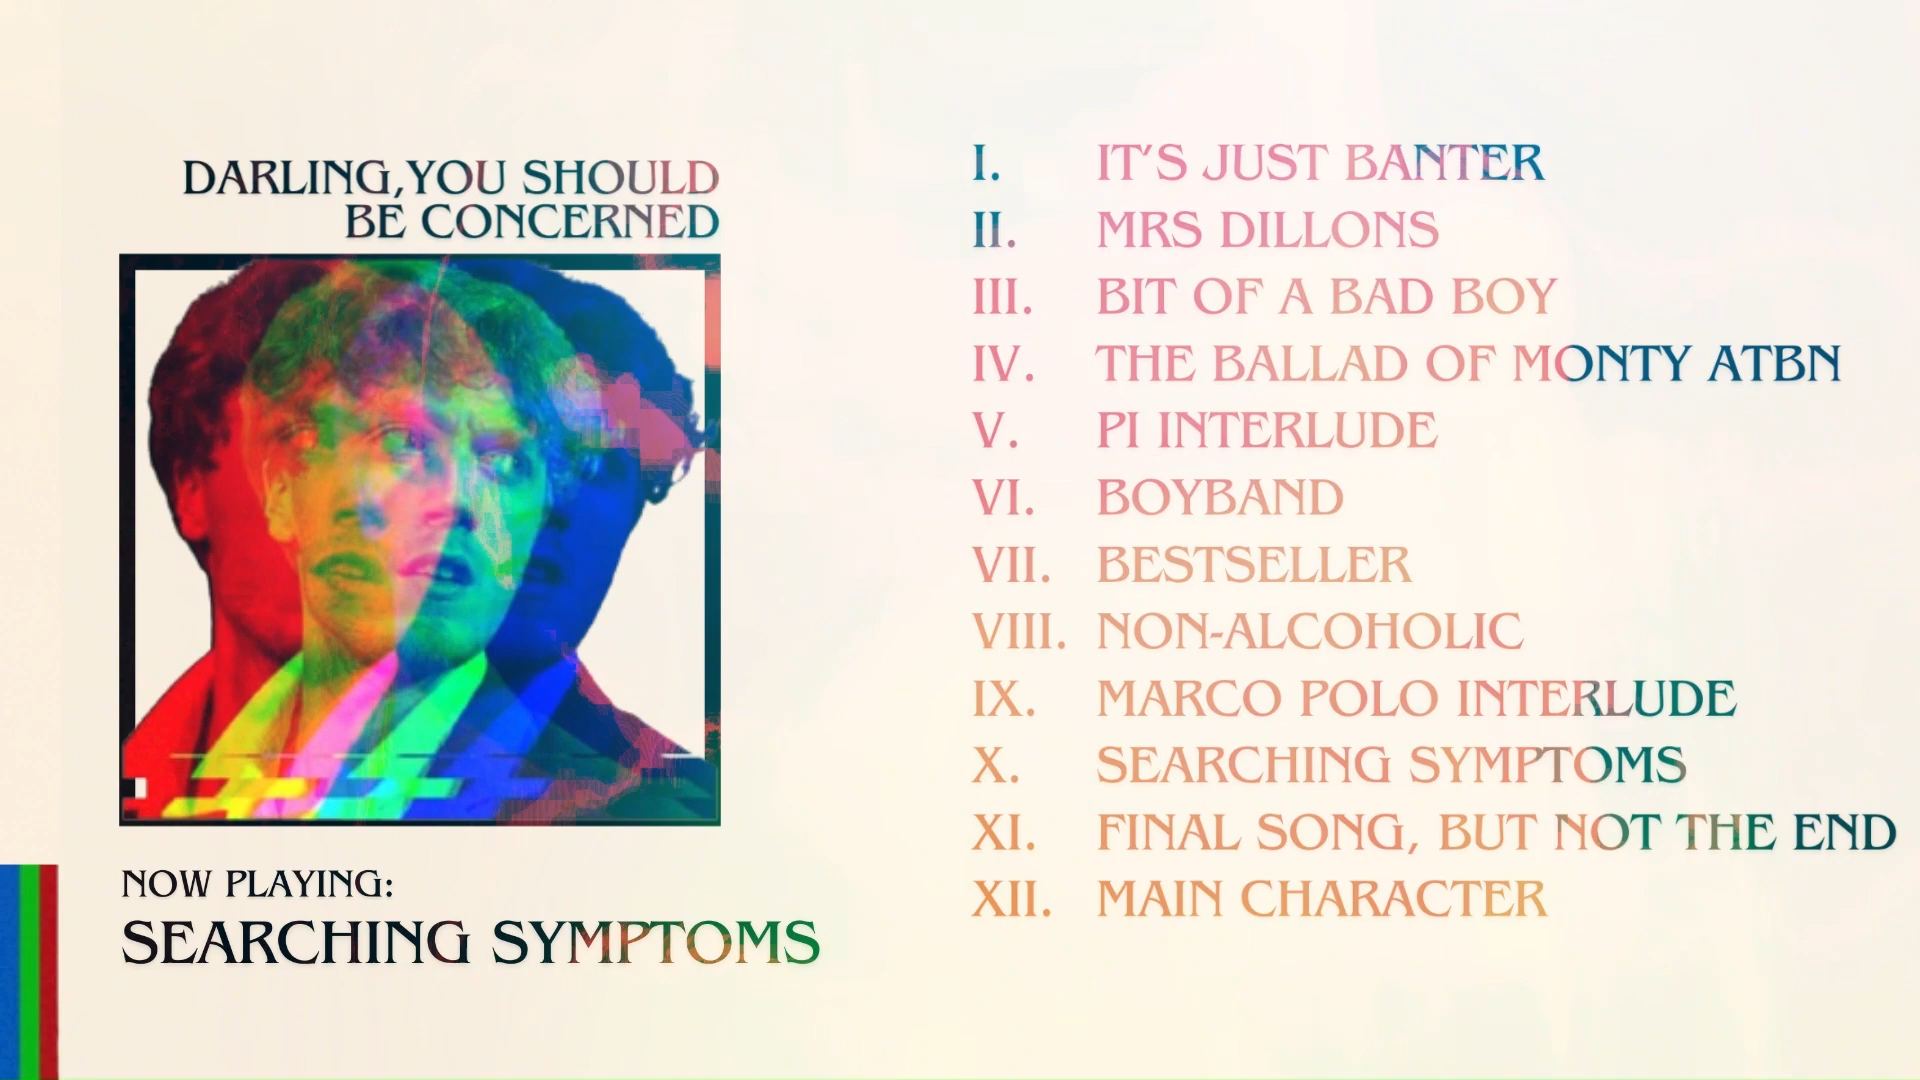 DARLING,YOU SHOULD
BE CONCERNED
NOW PLAYING:
SEARCHING SYMPTOMS
I. IT'S JUST BANTER
II. MRS DILLONS
III. BIT OF A BAD BOY
IV. THE BALLAD OF MONTY ATBN
V. PI INTERLUDE
VI. BOYBAND
VII. BESTSELLER
VIII. NON-ALCOHOLIC
IX. MARCO POLO INTERLUDE
X. SEARCHING SYMPTOMS
XI. FINAL SONG, BUT NOT THE END
XII. MAIN CHARACTER